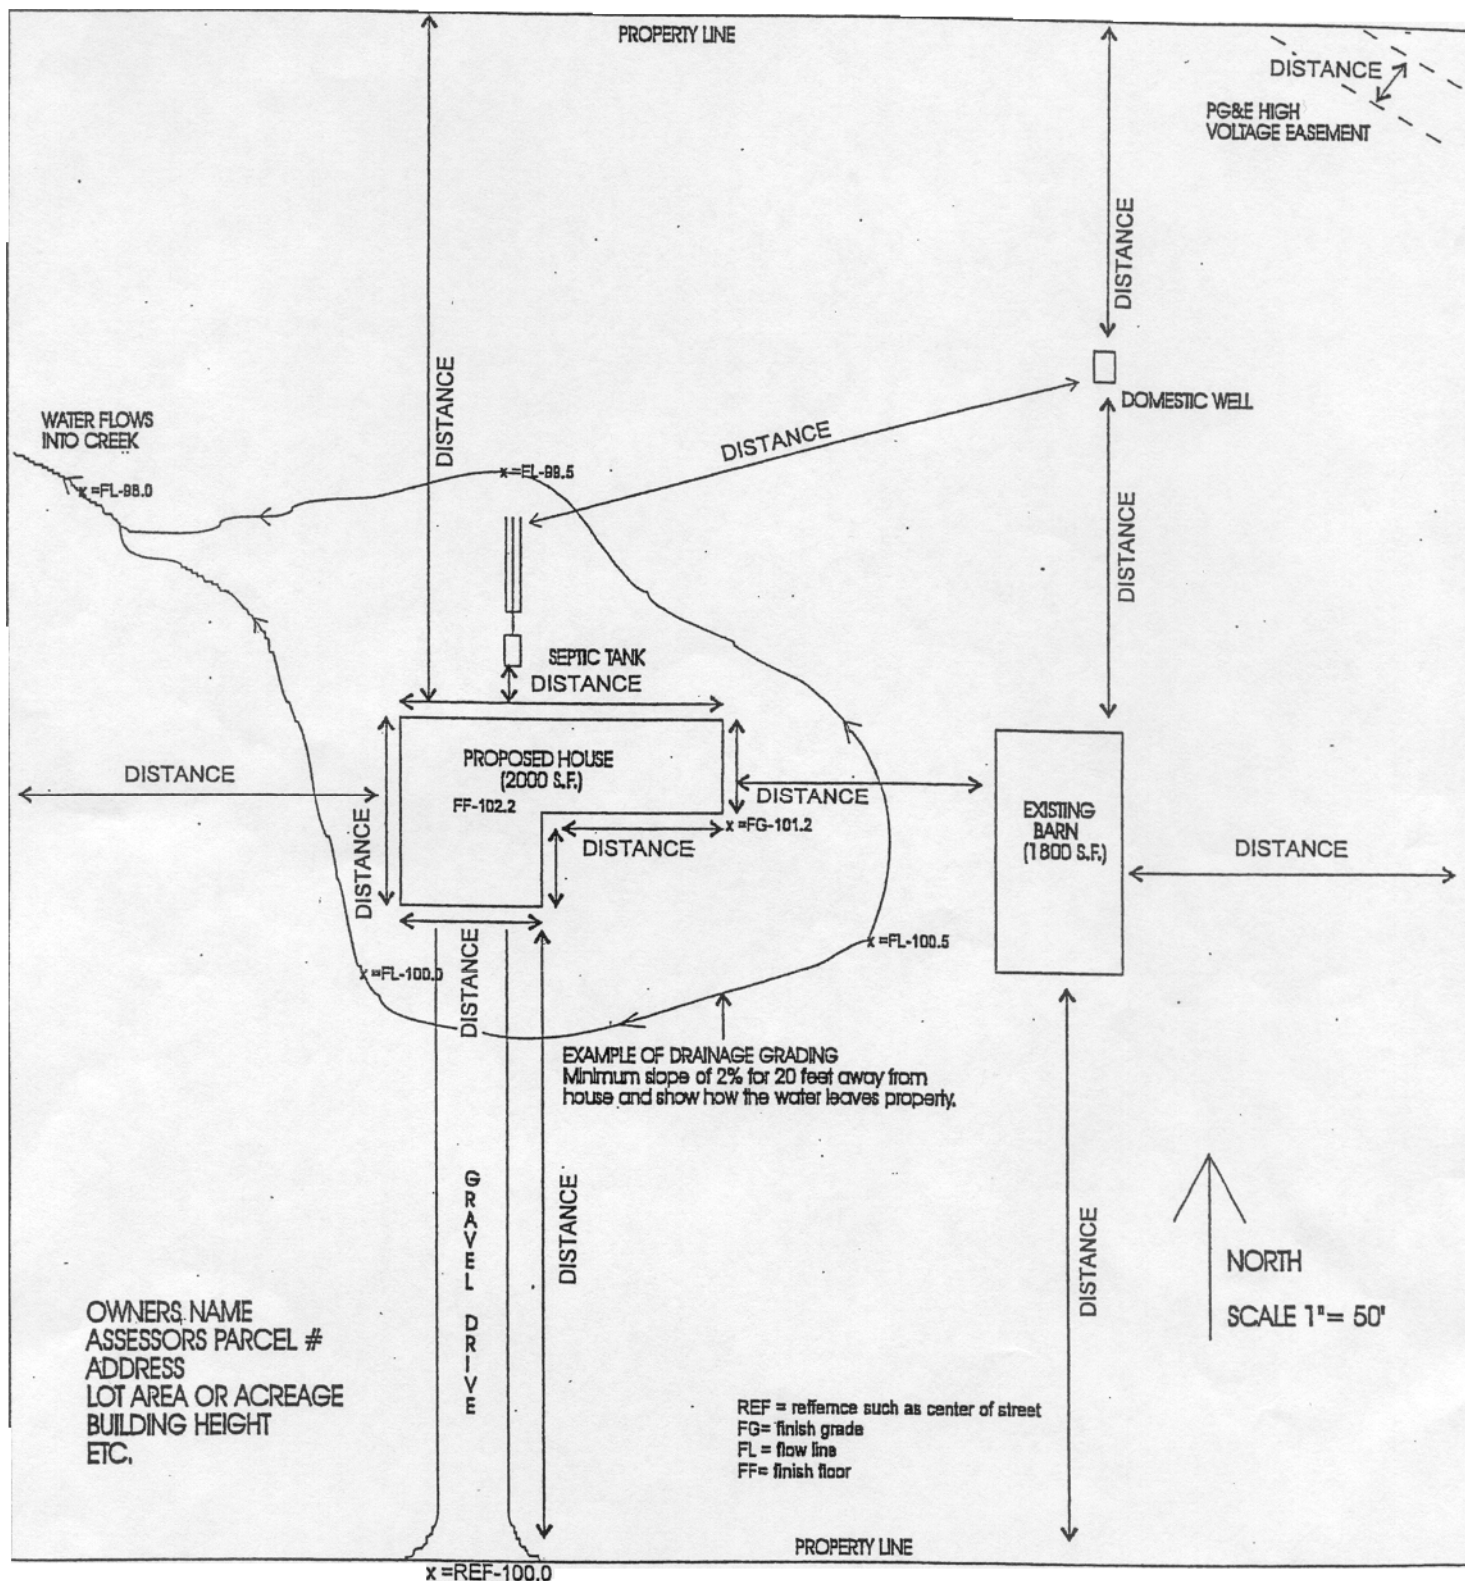 PROPERTY LINE
DISTANCE
PG&E HIGH
VOLTAGE EASEMENT
DISTANCE
DISTANCE
DOMESTIC WELL
WATER FLOWS
INTO CREEK
DISTANCE
x =FL-99.5
x =FL-98.0
DISTANCE
SEPTIC TANK
DISTANCE
PROPOSED HOUSE
(2000 S.F.)
FF-102.2
DISTANCE
DISTANCE
x =FG-101.2
DISTANCE
DISTANCE
EXISTING
BARN
(1800 S.F.)
DISTANCE
x =FL-100.5
x =FL-100.0
DISTANCE
EXAMPLE OF DRAINAGE GRADING
Minimum slope of 2% for 20 feet away from
house and show how the water leaves property.
GRAVEL DRIVE
DISTANCE
DISTANCE
NORTH
SCALE 1"= 50'
OWNERS NAME
ASSESSORS PARCEL #
ADDRESS
LOT AREA OR ACREAGE
BUILDING HEIGHT
ETC.
REF = reffernce such as center of street
FG= finish grade
FL = flow line
FF= finish floor
PROPERTY LINE
x =REF-100.0